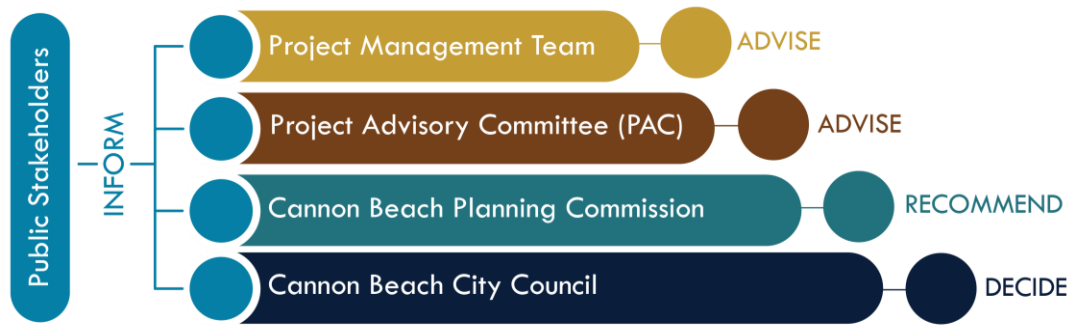 Public Stakeholders
INFORM
Project Management Team
ADVISE
Project Advisory Committee (PAC)
ADVISE
Cannon Beach Planning Commission
RECOMMEND
Cannon Beach City Council
DECIDE